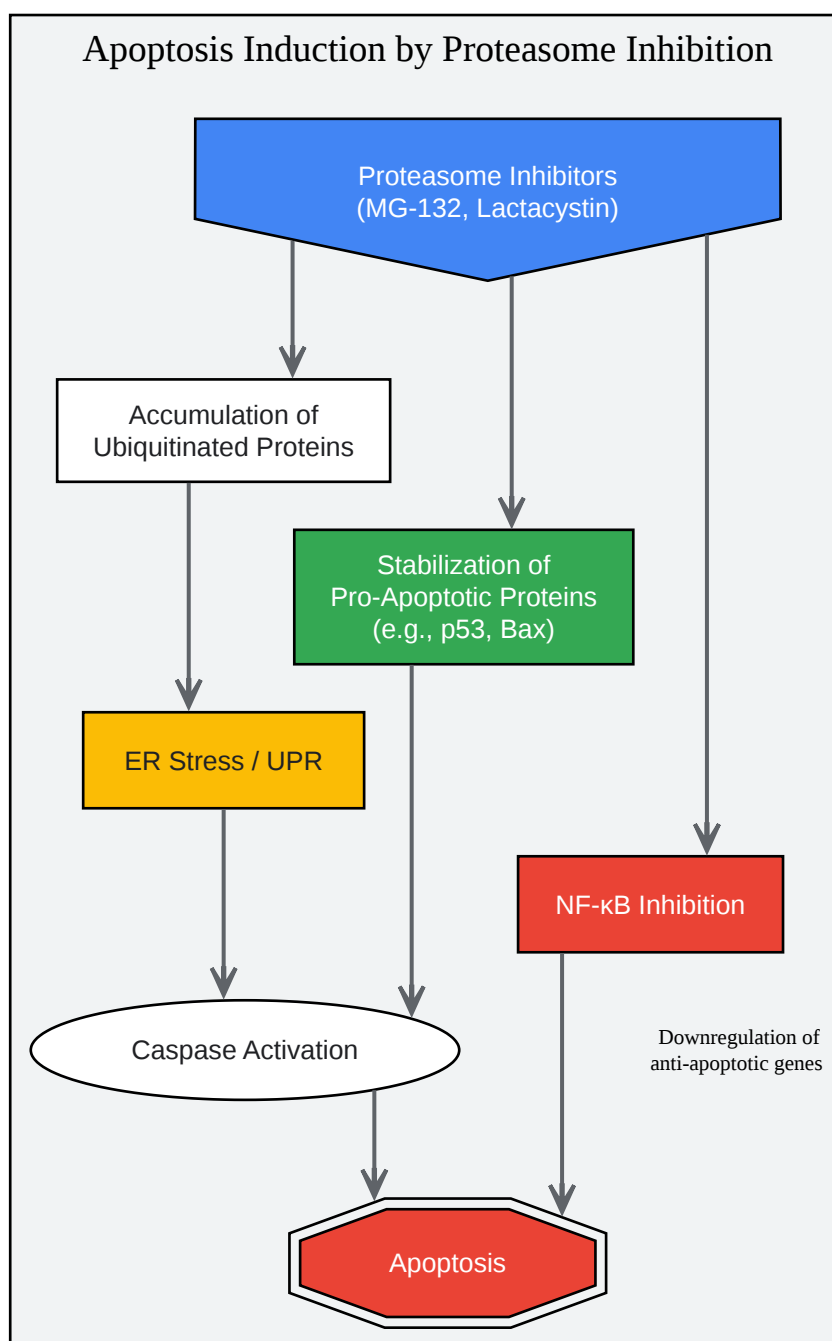 Apoptosis Induction by Proteasome Inhibition
Proteasome Inhibitors
(MG-132, Lactacystin)
Accumulation of
Ubiquitinated Proteins
Stabilization of
Pro-Apoptotic Proteins
(e.g., p53, Bax)
ER Stress / UPR
NF-κB Inhibition
Caspase Activation
Downregulation of
anti-apoptotic genes
Apoptosis